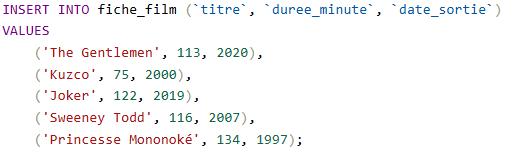 INSERT INTO fiche_film (`titre`, `duree_minute`, `date_sortie`)
VALUES
('The Gentlemen', 113, 2020),
('Kuzco', 75, 2000),
('Joker', 122, 2019),
('Sweeney Todd', 116, 2007),
('Princesse Mononoké', 134, 1997);